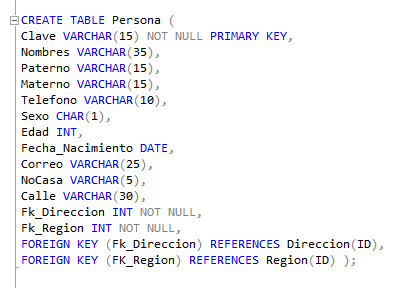 CREATE TABLE Persona (
Clave VARCHAR(15) NOT NULL PRIMARY KEY,
Nombres VARCHAR(35),
Paterno VARCHAR(15),
Materno VARCHAR(15),
Telefono VARCHAR(10),
Sexo CHAR(1),
Edad INT,
Fecha_Nacimiento DATE,
Correo VARCHAR(25),
NoCasa VARCHAR(5),
Calle VARCHAR(30),
Fk_Direccion INT NOT NULL,
Fk_Region INT NOT NULL,
FOREIGN KEY (Fk_Direccion) REFERENCES Direccion(ID),
FOREIGN KEY (FK_Region) REFERENCES Region(ID) );